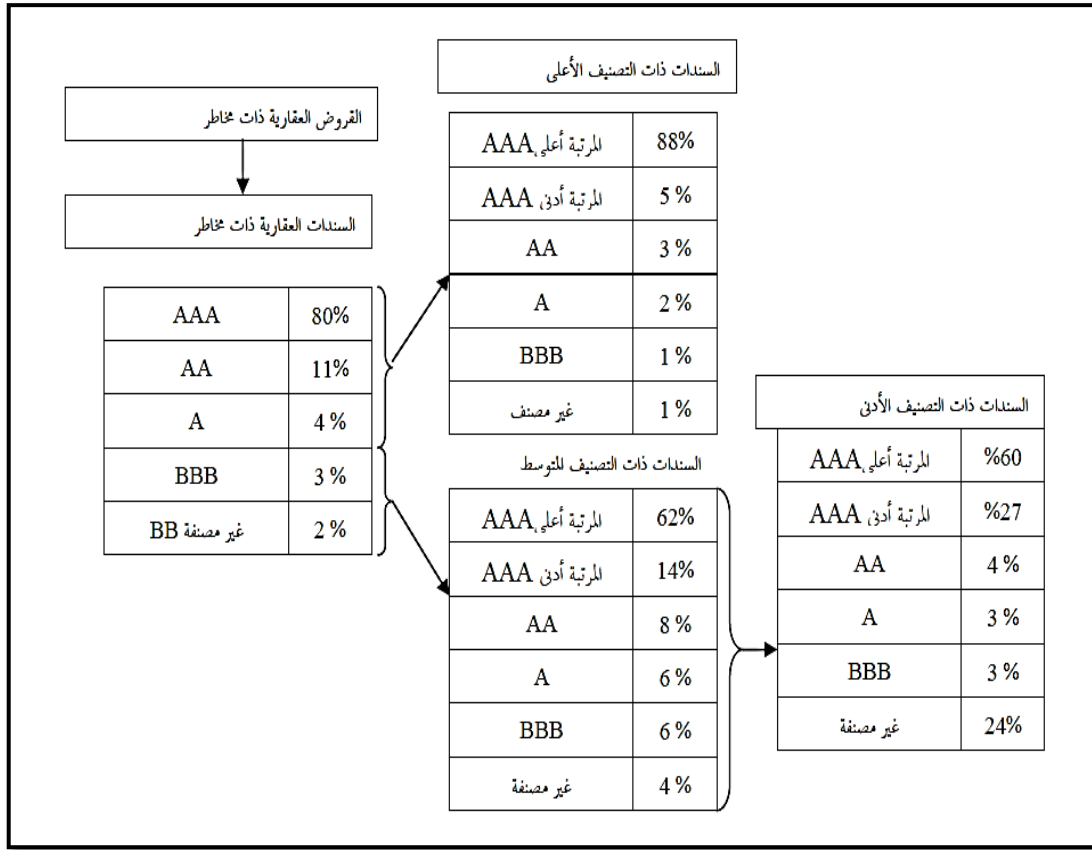 السندات ذات التصنيف الأعلى
القروض العقارية ذات مخاطر
السندات العقارية ذات مخاطر
AAA 80%
AA 11%
A 4 %
BBB 3 %
غير مصنفة BB 2 %
المرتبة أعلى AAA 88%
المرتبة أدنى AAA 5 %
AA 3 %
A 2 %
BBB 1 %
غير مصنف 1 %
السندات ذات التصنيف المتوسط
المرتبة أعلى AAA 62%
المرتبة أدنى AAA 14%
AA 8 %
A 6 %
BBB 6 %
غير مصنفة 4 %
السندات ذات التصنيف الأدنى
المرتبة أعلى AAA %60
المرتبة أدنى AAA %27
AA 4 %
A 3 %
BBB 3 %
غير مصنفة 24%